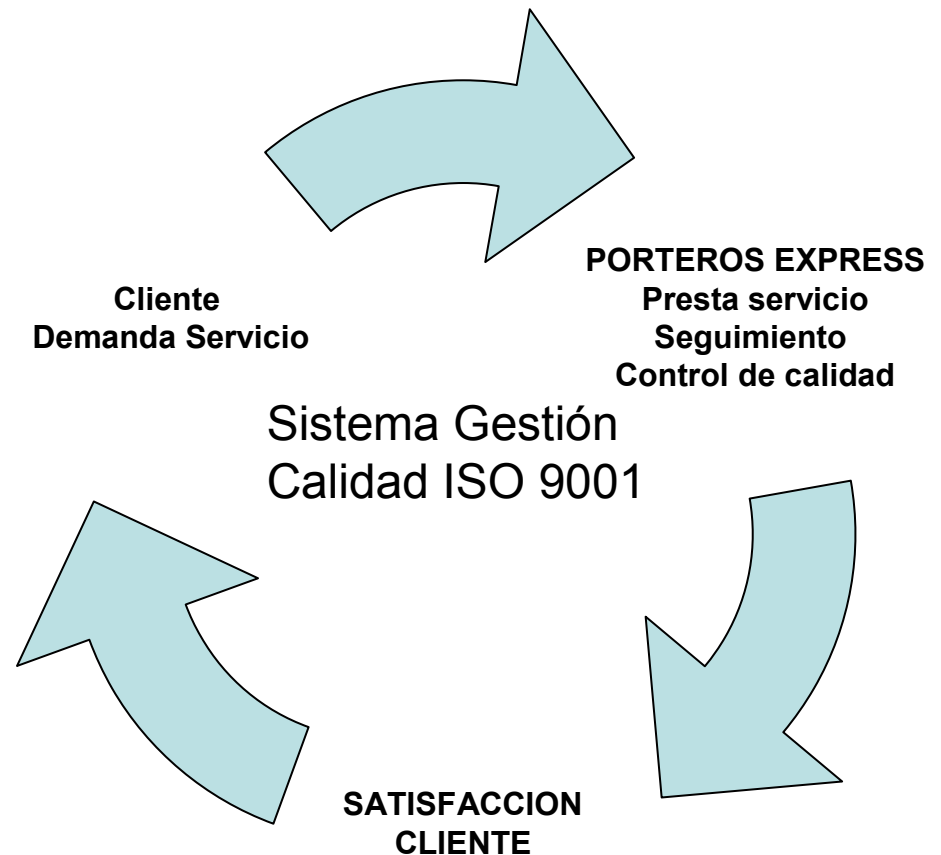 PORTEROS EXPRESS
Presta servicio
Seguimiento
Control de calidad
Cliente
Demanda Servicio
Sistema Gestión
Calidad ISO 9001
SATISFACCION
CLIENTE